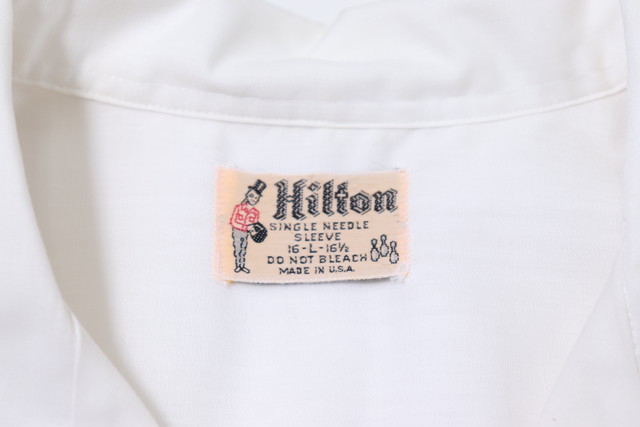 Hilton
SINGLE NEEDLE
SLEEVE
16-L-16½
DO NOT BLEACH
MADE IN U.S.A.